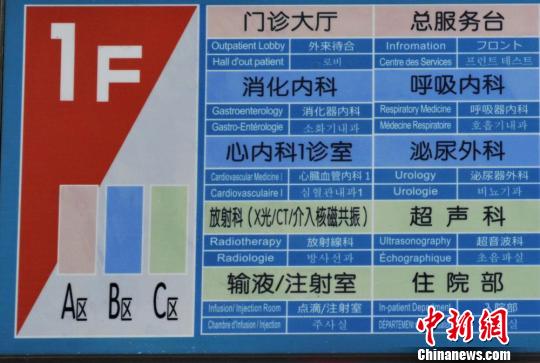 1F
A区 B区 C区
门诊大厅 总服务台
Outpatient Lobby 外来待合 Infromation フロント
Hall d'out patient 로비 Centre des Services 프런트 테스트
消化内科 呼吸内科
Gastroenterology 消化器内科 Respiratory Medicine 呼吸器内科
Gastro-Entérologie 소화기내과 Médecine Respiratoire 호흡기내과
心内科1诊室 泌尿外科
Cardiovascular Medicine I 心臓血管内科1 Urology 泌尿器外科
Cardiovasculaire I 심혈관내과1 Urologie 비뇨기과
放射科(X光/CT/介入核磁共振) 超声科
Radiotherapy 放射線科 Ultrasonography 超音波科
Radiologie 방사선과 Échographique 초음파실
输液/注射室 住院部
Infusion/Injection Room 点滴/注射室 In-patient Department 入院部
Chambre d'Infusion / Injection 주사실
中新网
Chinanews.com